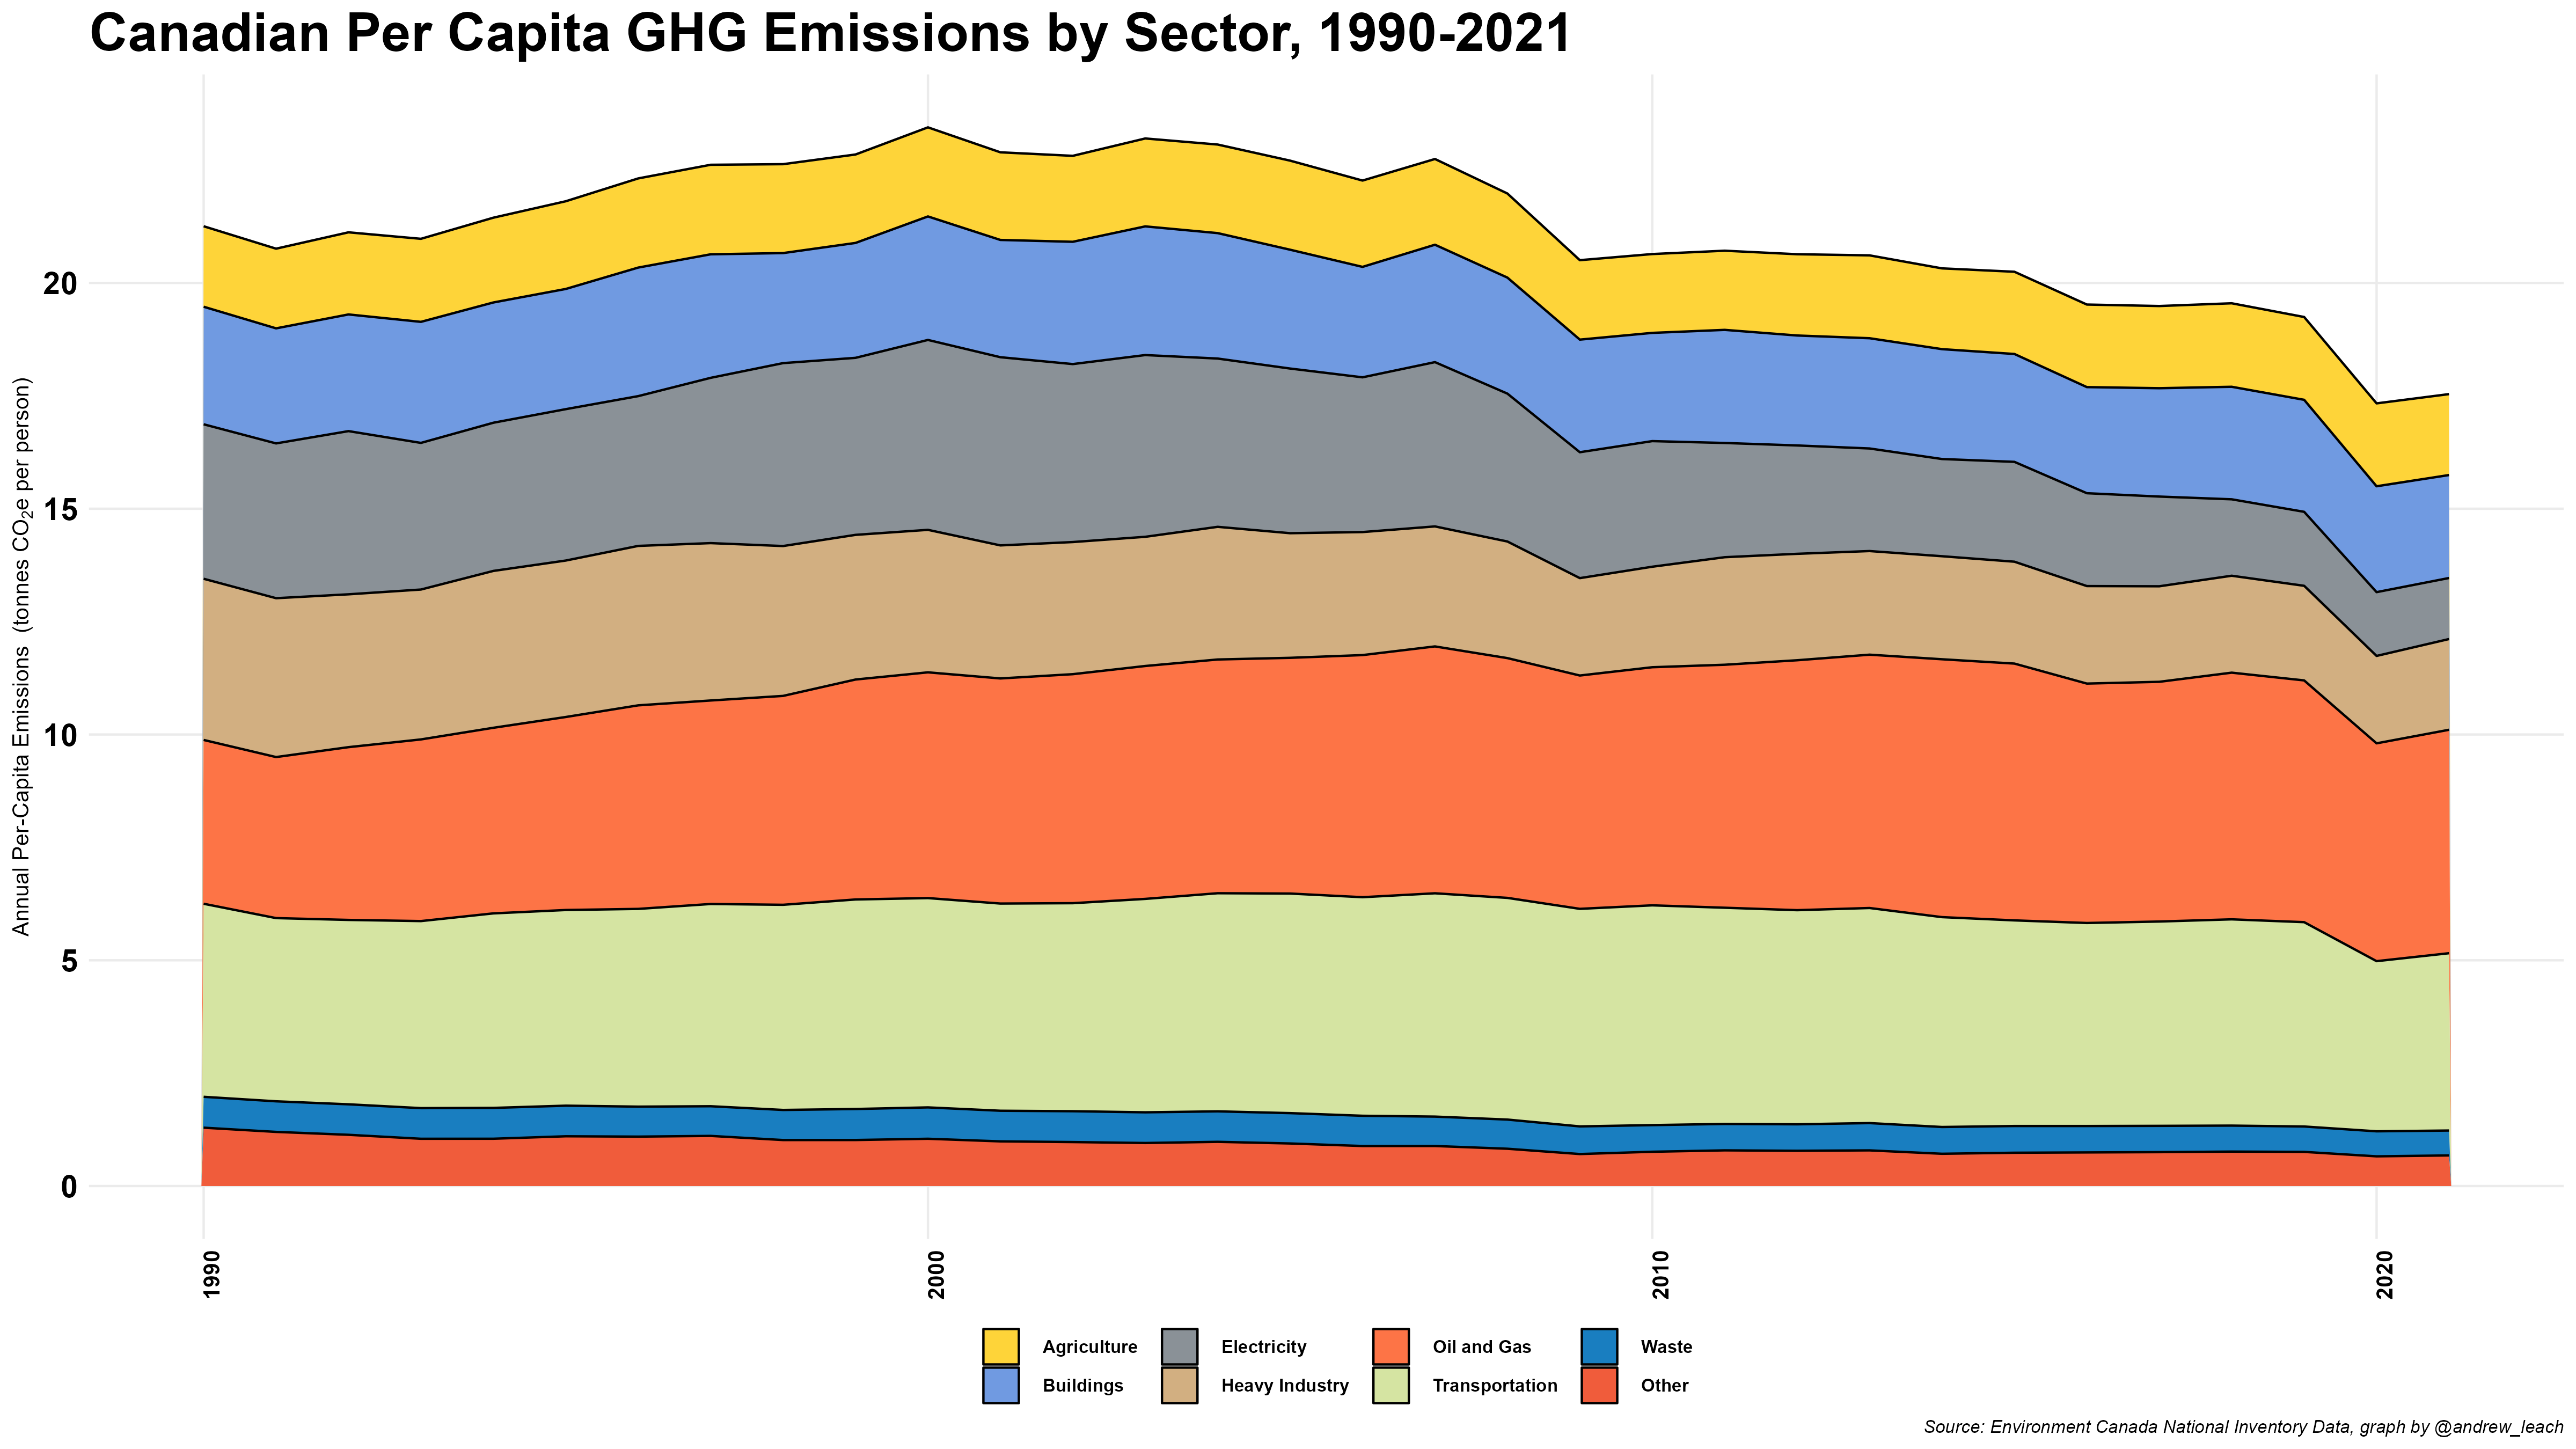 Canadian Per Capita GHG Emissions by Sector, 1990-2021
Annual Per-Capita Emissions (tonnes CO₂e per person)
20
15
10
5
0
1990
2000
2010
2020
Agriculture
Electricity
Oil and Gas
Waste
Buildings
Heavy Industry
Transportation
Other
Source: Environment Canada National Inventory Data, graph by @andrew_leach